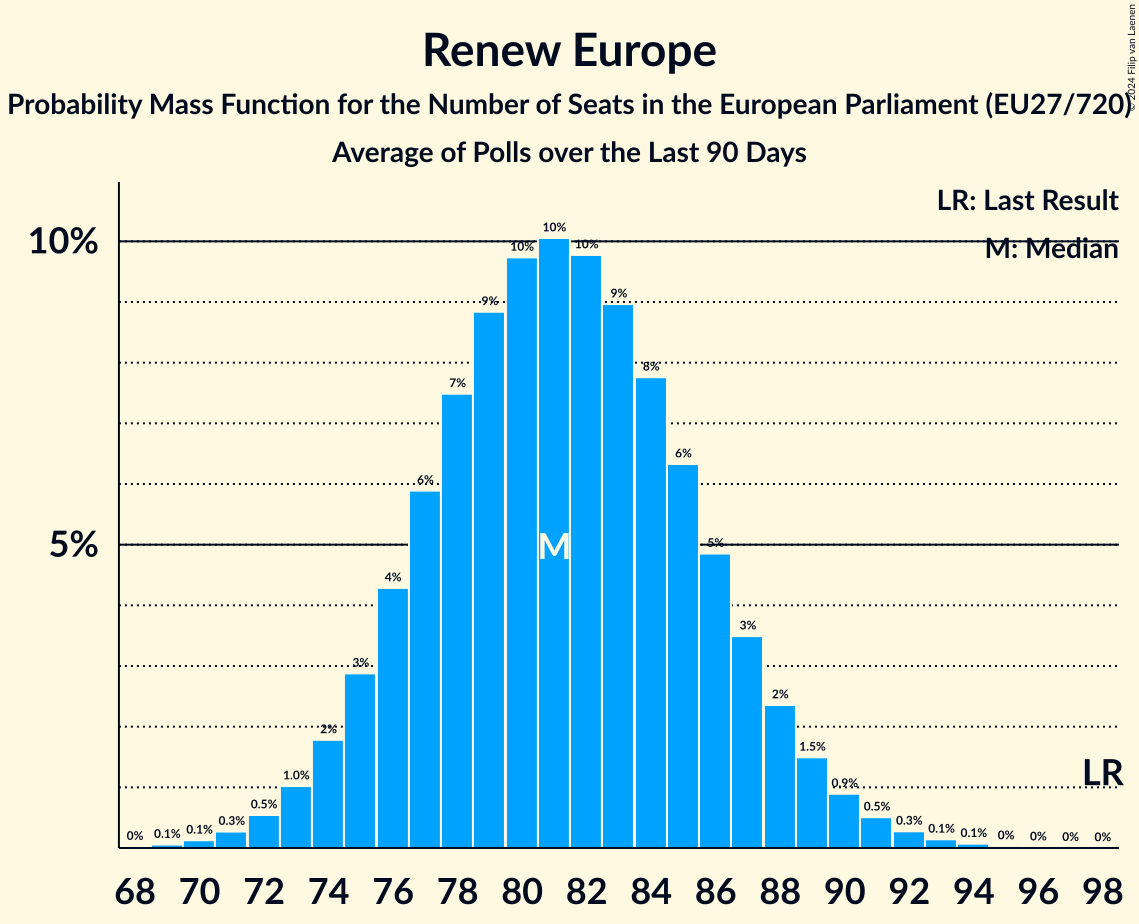 © 2024 Filip van Laenen
Renew Europe
Probability Mass Function for the Number of Seats in the European Parliament (EU27/720)
Average of Polls over the Last 90 Days
LR: Last Result
M: Median
10%
5%
0% 0.1% 0.1% 0.3% 0.5% 1.0% 2% 3% 4% 6% 7% 9% 10% 10% 10% 9% 8% 6% 5% 3% 2% 1.5% 0.9% 0.5% 0.3% 0.1% 0.1% 0% 0% 0% 0%
M
LR
68 70 72 74 76 78 80 82 84 86 88 90 92 94 96 98